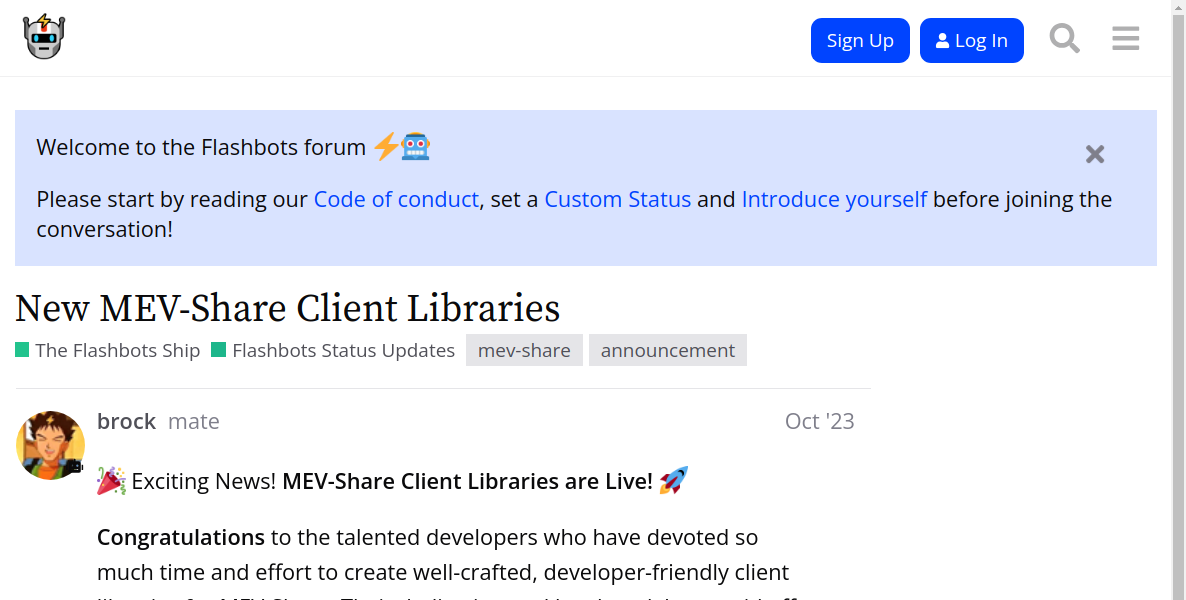 Sign Up
Log In
Welcome to the Flashbots forum
Please start by reading our Code of conduct, set a Custom Status and Introduce yourself before joining the
conversation!
New MEV-Share Client Libraries
The Flashbots Ship Flashbots Status Updates mev-share announcement
brock mate Oct '23
Exciting News! MEV-Share Client Libraries are Live!
Congratulations to the talented developers who have devoted so
much time and effort to create well-crafted, developer-friendly client